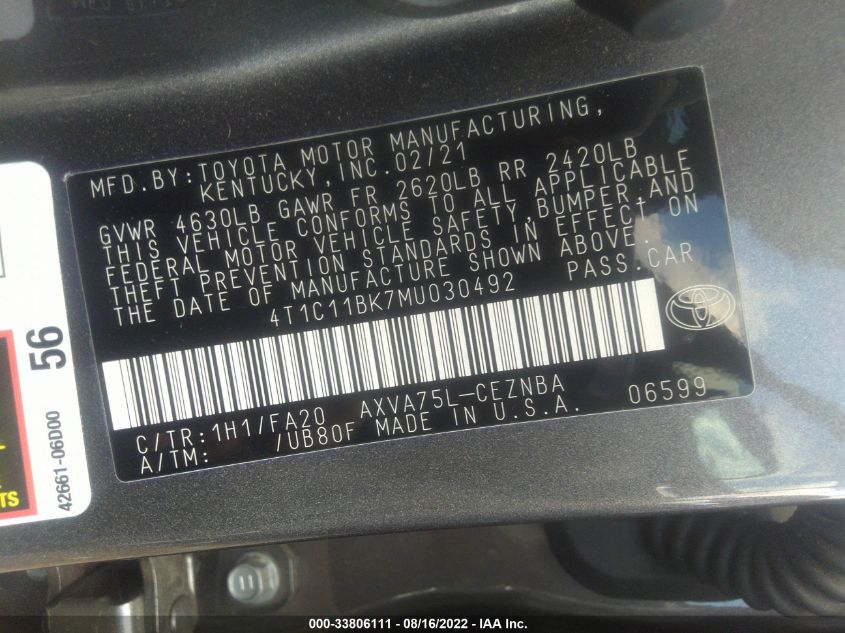 MFD.BY:TOYOTA MOTOR MANUFACTURING,
KENTUCKY,INC.02/21
GVWR 4630LB GAWR FR 2620LB RR 2420LB
THIS VEHICLE CONFORMS TO ALL APPLICABLE
FEDERAL MOTOR VEHICLE SAFETY,BUMPER,AND
THEFT PREVENTION STANDARDS IN EFFECT ON
THE DATE OF MANUFACTURE SHOWN ABOVE.
4T1C11BK7MU030492 PASS.CAR
C/TR:1H1/FA20 AXVA75L-CEZNBA 06599
A/TM: /UB80F MADE IN U.S.A.
56
42661-06D00
TS
000-33806111 - 08/16/2022 - IAA Inc.